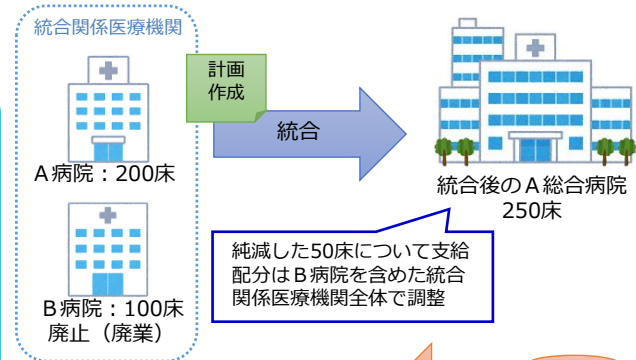 統合関係医療機関
計画
作成
統合
A病院：200床
B病院：100床
廃止（廃業）
統合後のA総合病院
250床
純減した50床について支給
配分はB病院を含めた統合
関係医療機関全体で調整